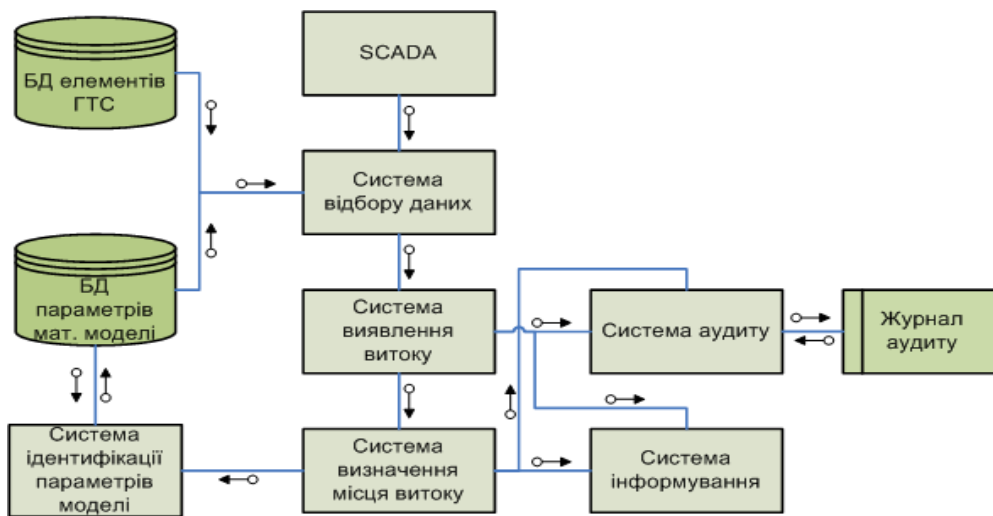 БД елементів
ГТС
SCADA
Система
відбору даних
БД
параметрів
мат. моделі
Система
виявлення
витоку
Система аудиту
Журнал
аудиту
Система
ідентифікації
параметрів
моделі
Система
визначення
місця витоку
Система
інформування